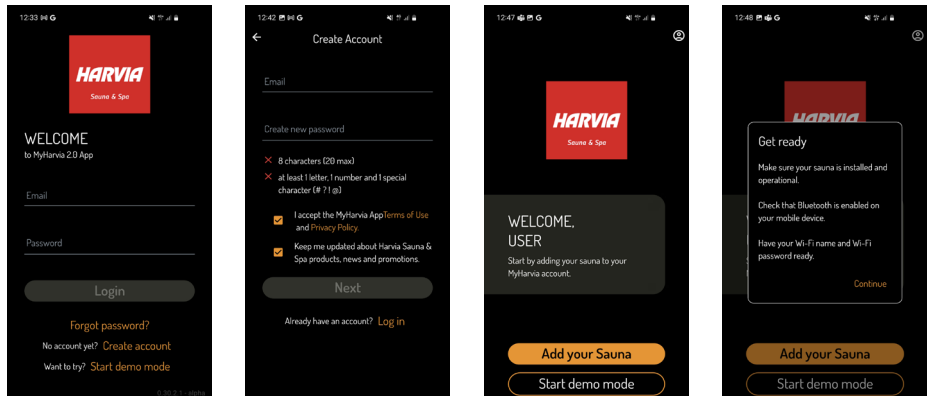 12:33 G
HARVIA
Sauna & Spa
WELCOME
to MyHarvia 2.0 App
Email
Password
Login
Forgot password?
No account yet? Create account
Want to try? Start demo mode
0.20.2.1 - alpha
12:42 G
Create Account
Email
Create new password
8 characters (20 max)
at least 1 letter, 1 number and 1 special
character (# ? ! @)
I accept the MyHarvia AppTerms of Use
and Privacy Policy.
Keep me updated about Harvia Sauna &
Spa products, news and promotions.
Next
Already have an account? Log in
12:47 G
HARVIA
Sauna & Spa
WELCOME,
USER
Start by adding your sauna to your
MyHarvia account.
Add your Sauna
Start demo mode
12:48 G
HARVIA
Get ready
Make sure your sauna is installed and
operational.
Check that Bluetooth is enabled on
your mobile device.
Have your Wi-Fi name and Wi-Fi
password ready.
Continue
Add your Sauna
Start demo mode